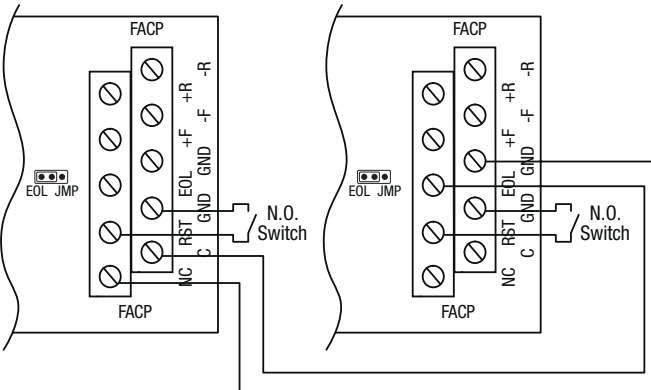 FACP
-R
+R
-F
+F
GND
EOL
GND
RST
C
NC
EOL JMP
N.O.
Switch
FACP
FACP
-R
+R
-F
+F
GND
EOL
GND
RST
C
NC
EOL JMP
N.O.
Switch
FACP